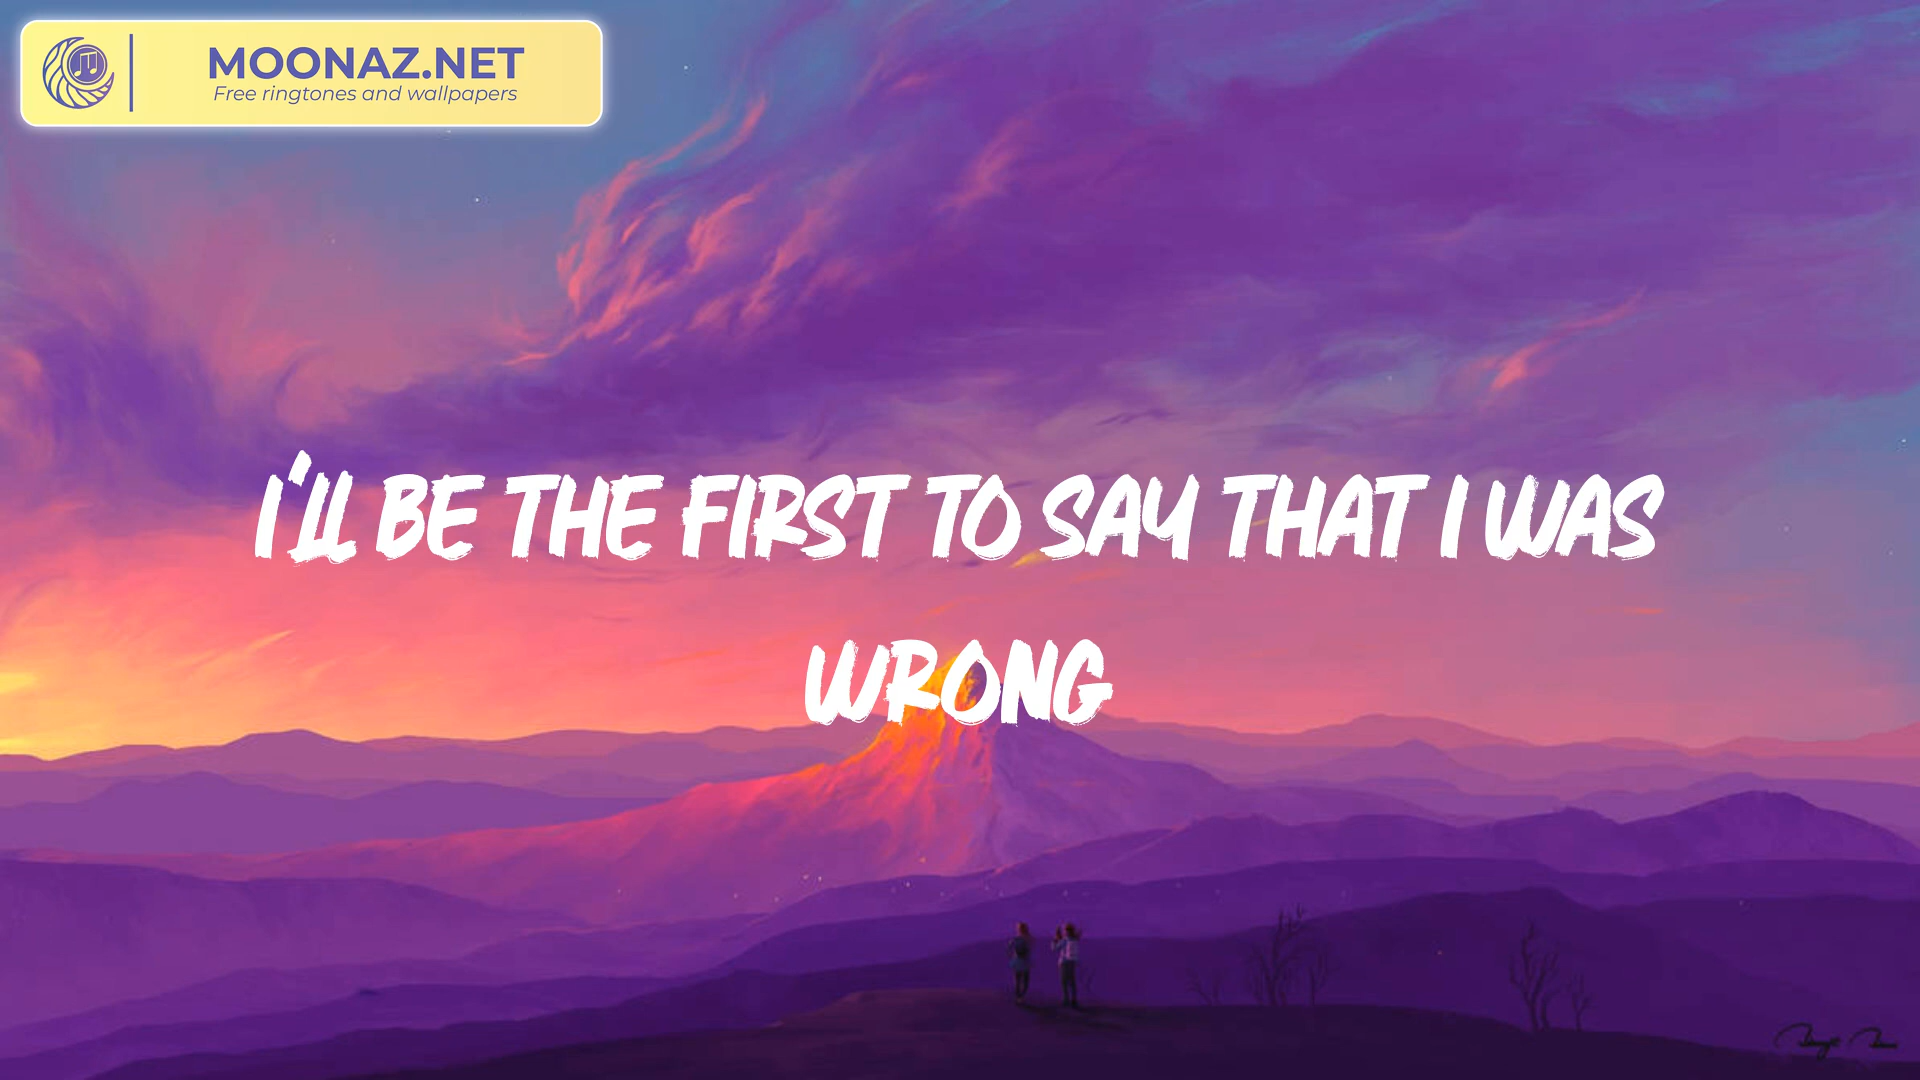 MOONAZ.NET
Free ringtones and wallpapers
I'LL BE THE FIRST TO SAY THAT I WAS
WRONG